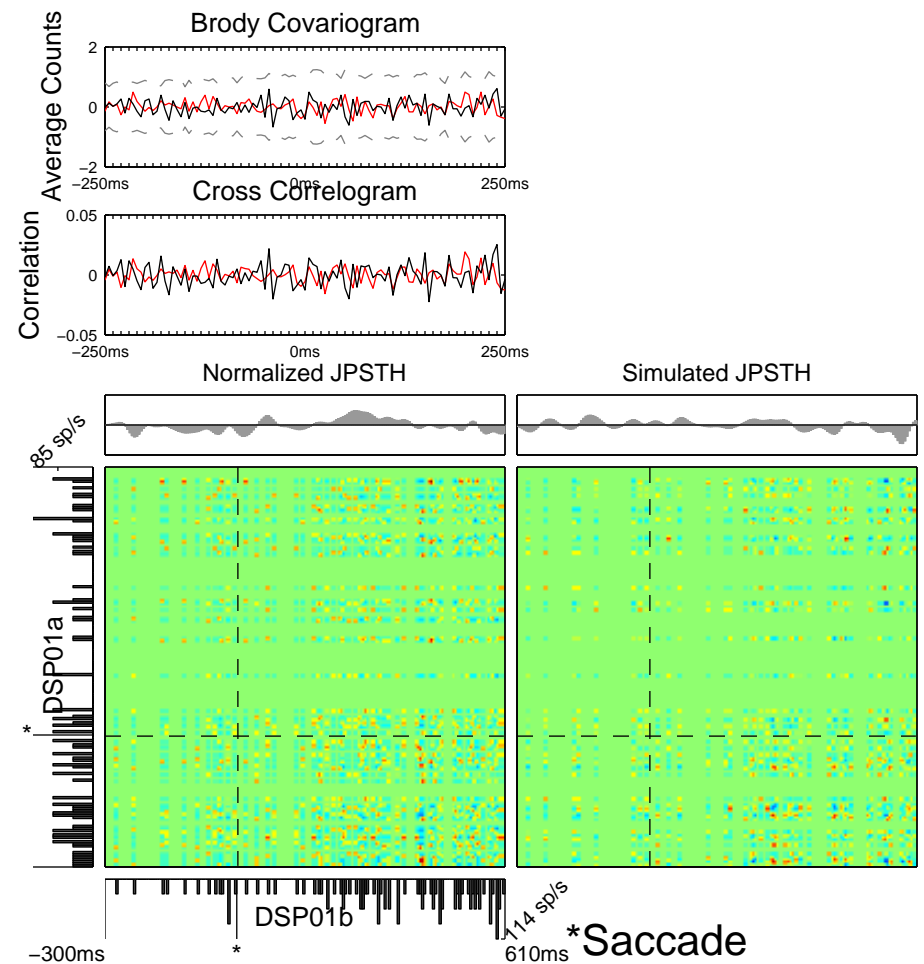 Brody Covariogram
Average Counts
2
0
−2
−250ms
0ms
250ms
Cross Correlogram
Correlation
0.05
0
−0.05
−250ms
0ms
250ms
Normalized JPSTH
Simulated JPSTH
85 sp/s
DSP01a
*
DSP01b
114 sp/s
−300ms
*
610ms
*Saccade